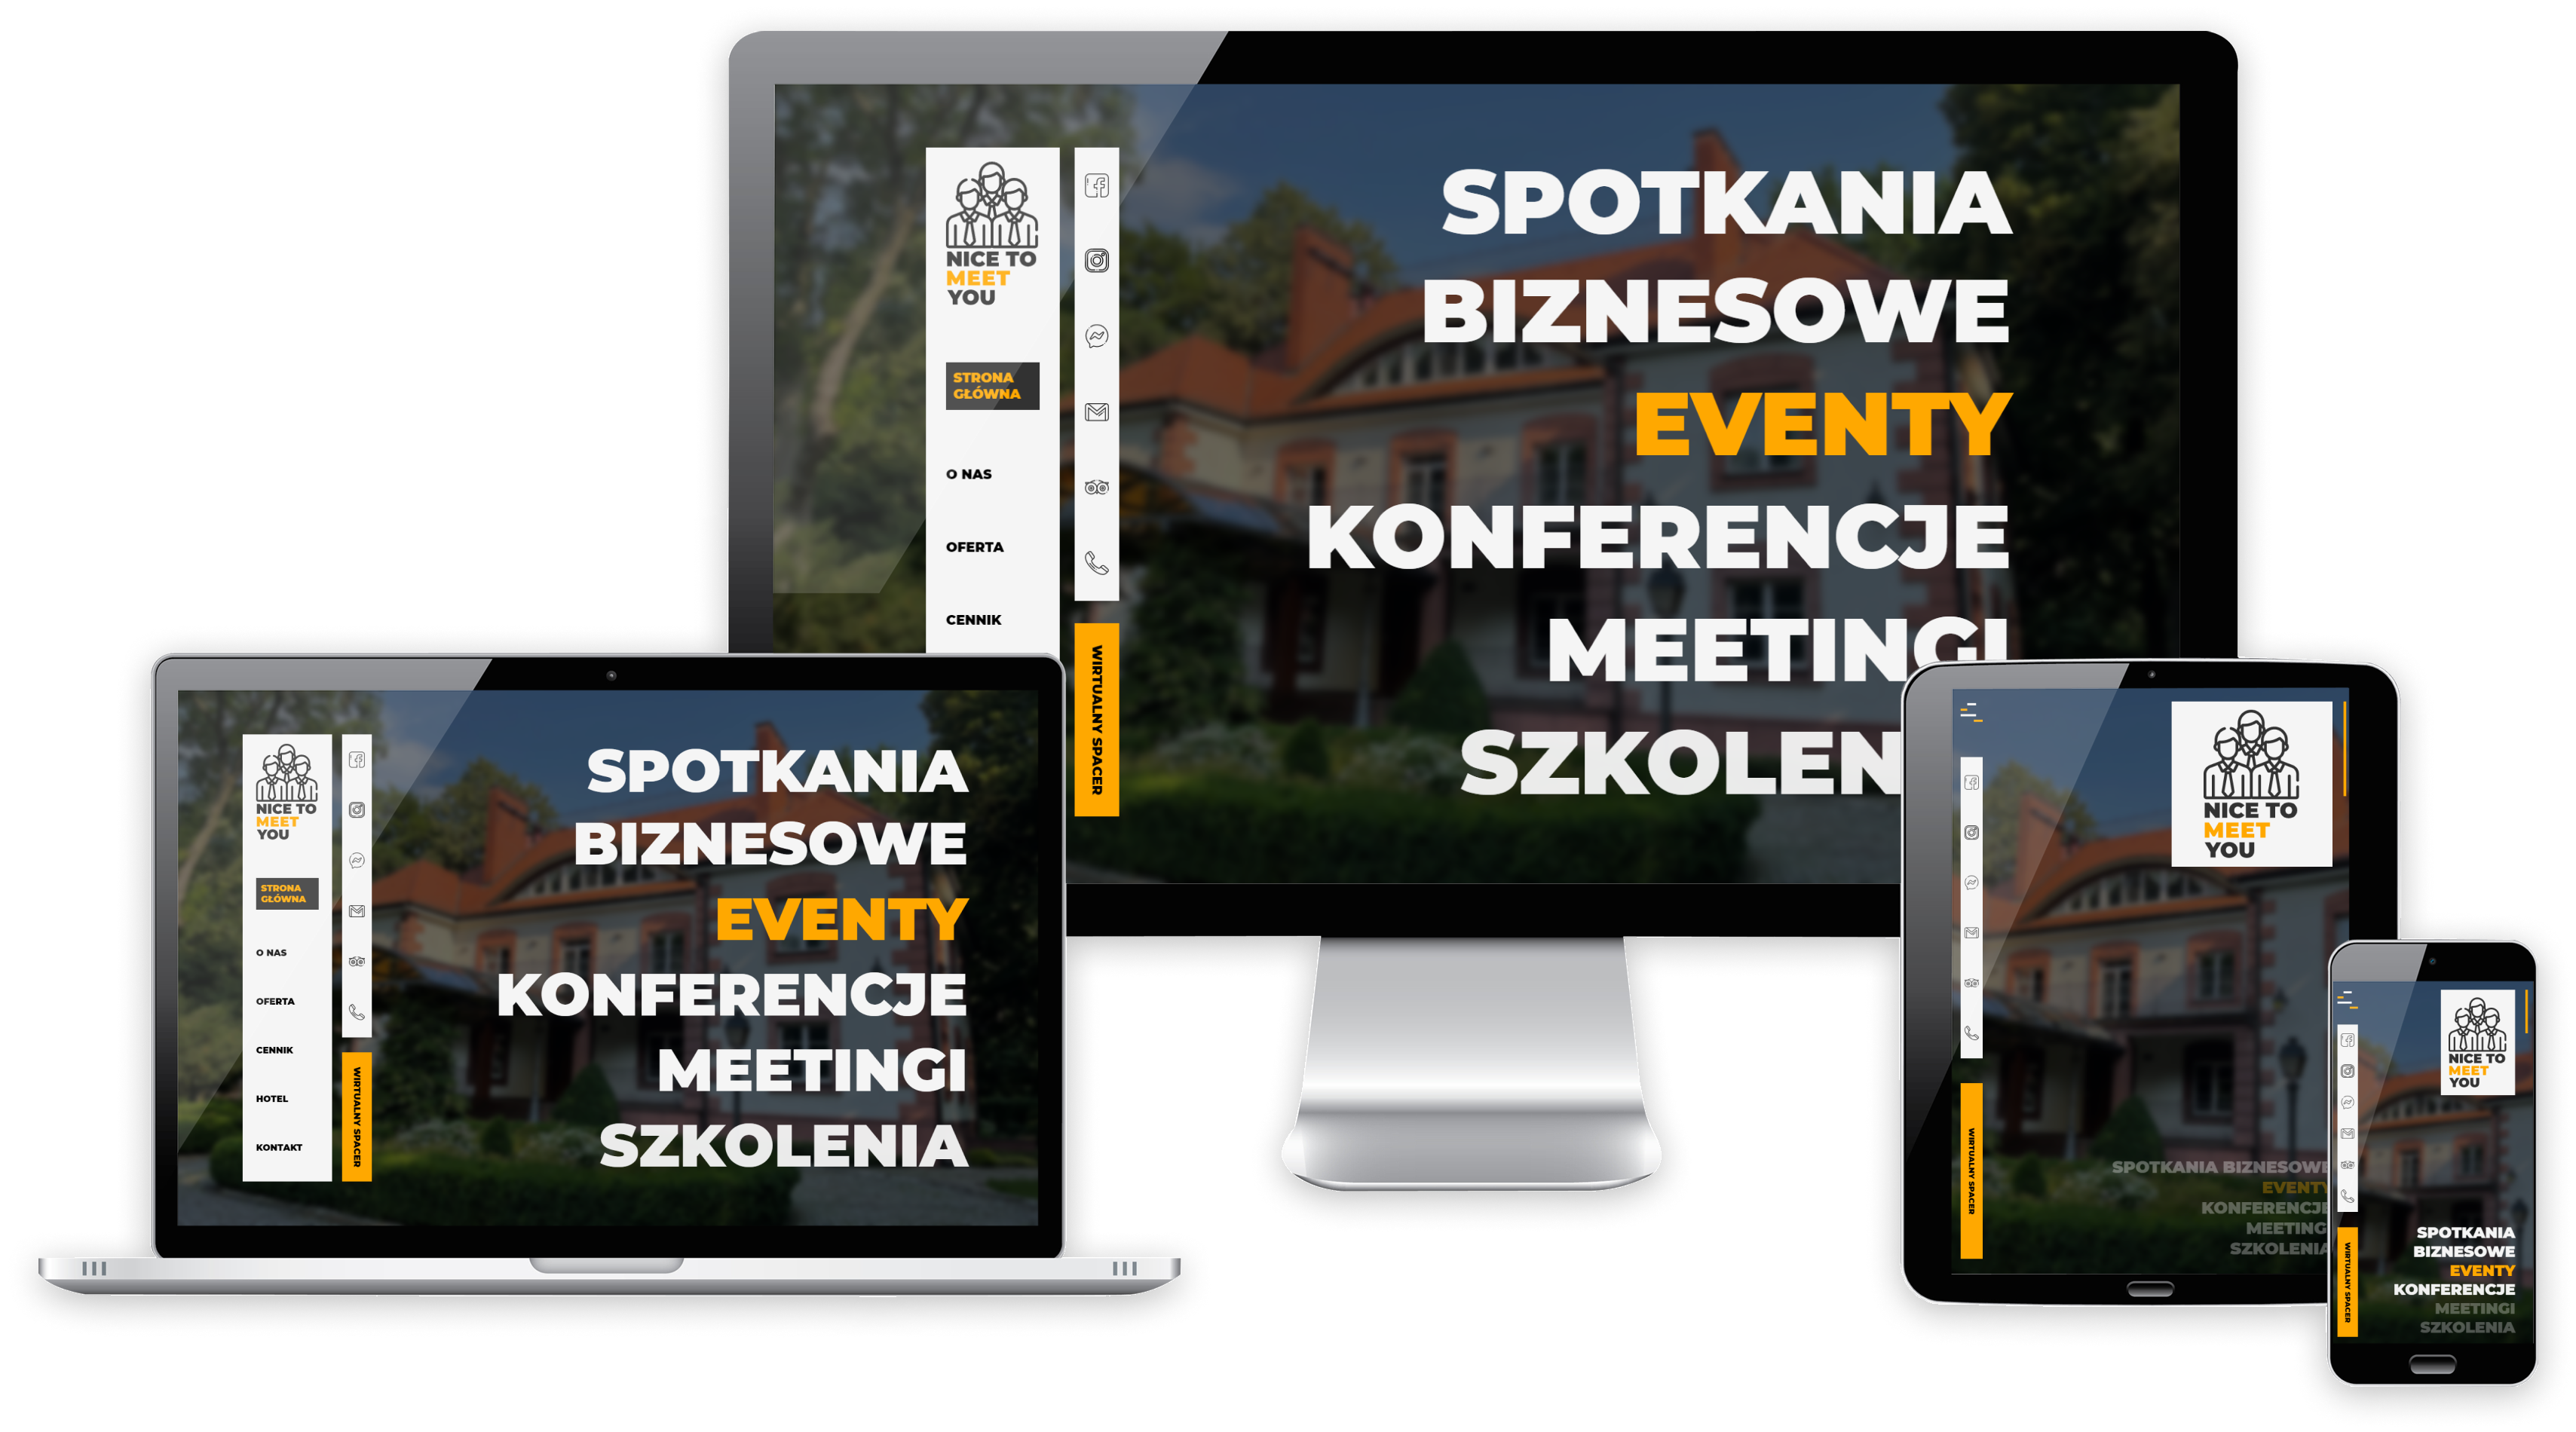 NICE TO
MEET
YOU
STRONA
GŁÓWNA
O NAS
OFERTA
CENNIK
WIRTUALNY SPACER
SPOTKANIA
BIZNESOWE
EVENTY
KONFERENCJE
MEETINGI
SZKOLEN
NICE TO
MEET
YOU
STRONA
GŁÓWNA
O NAS
OFERTA
CENNIK
HOTEL
KONTAKT
WIRTUALNY SPACER
SPOTKANIA
BIZNESOWE
EVENTY
KONFERENCJE
MEETINGI
SZKOLENIA
NICE TO
MEET
YOU
WIRTUALNY SPACER
SPOTKANIA BIZNESOWE
EVENTY
KONFERENCJE
MEETINGI
SZKOLENIA
NICE TO
MEET
YOU
WIRTUALNY SPACER
SPOTKANIA
BIZNESOWE
EVENTY
KONFERENCJE
MEETINGI
SZKOLENIA